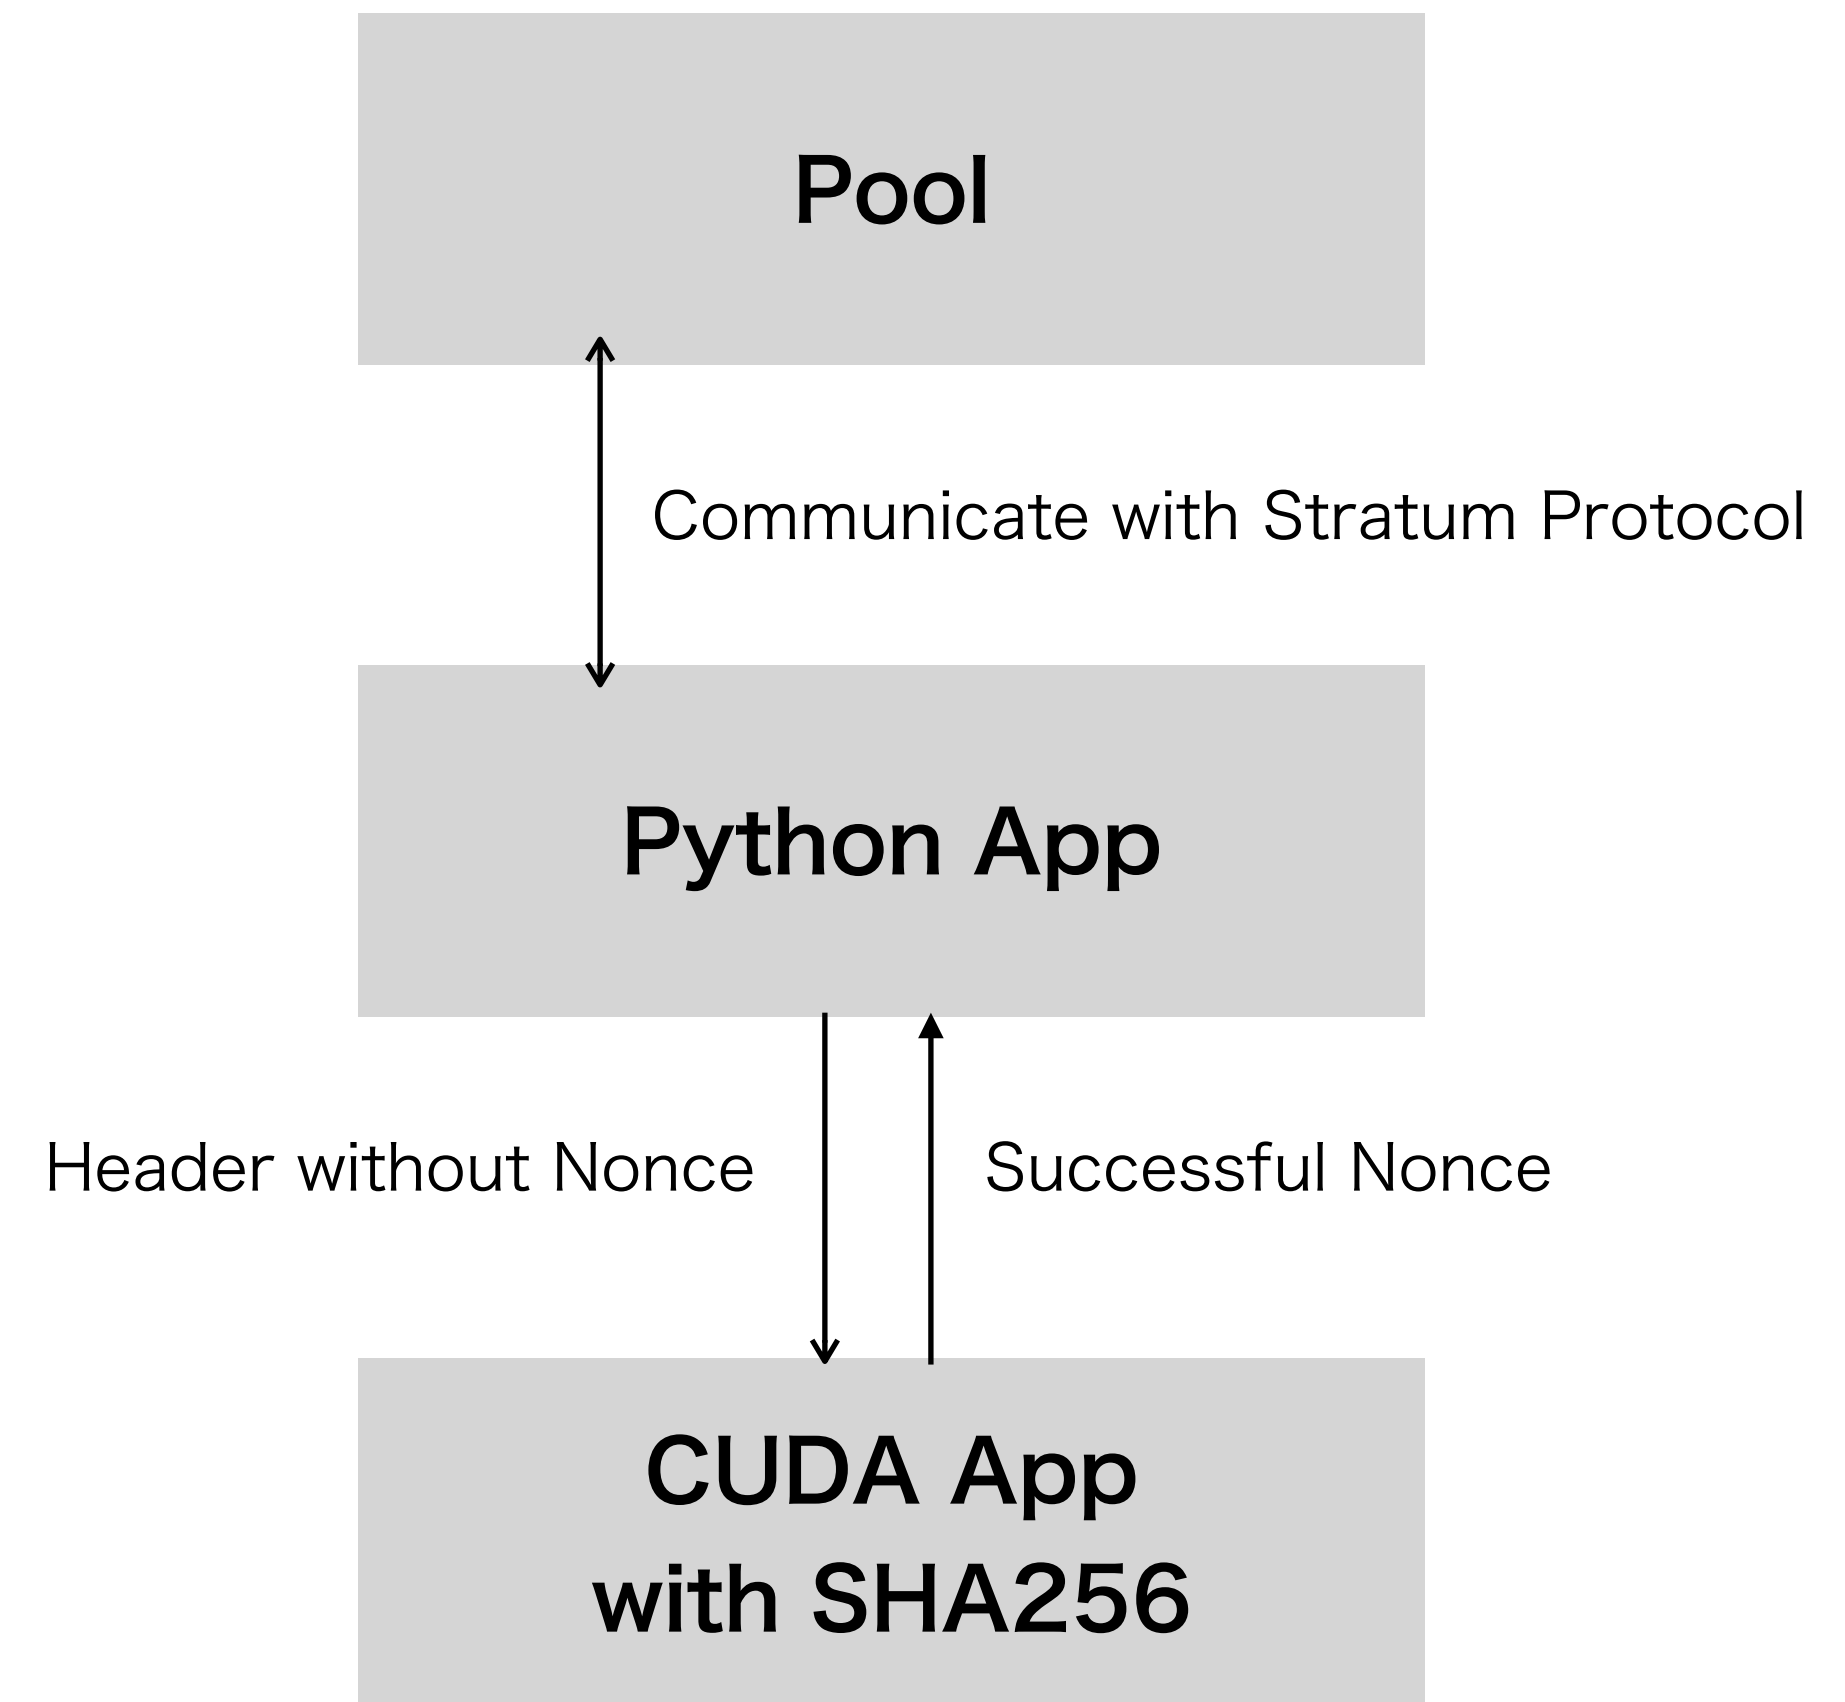 Pool
Communicate with Stratum Protocol
Python App
Header without Nonce
Successful Nonce
CUDA App
with SHA256